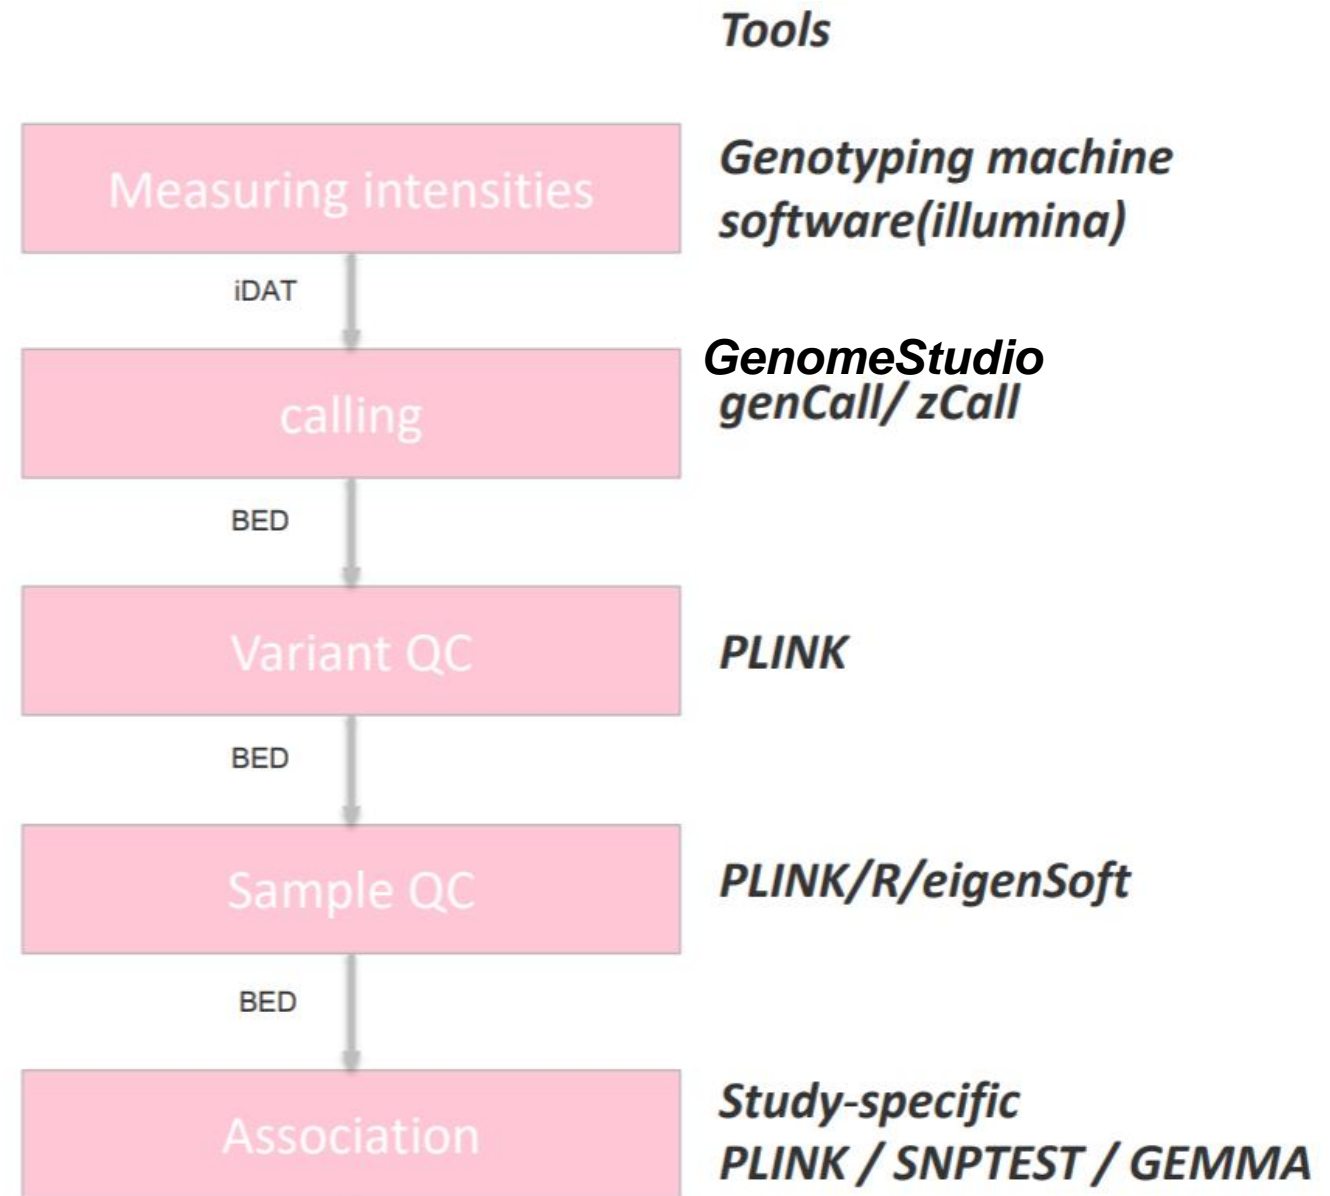 Tools
Measuring intensities
Genotyping machine
software(illumina)
iDAT
GenomeStudio
calling
genCall/ zCall
BED
Variant QC
PLINK
BED
Sample QC
PLINK/R/eigenSoft
BED
Association
Study-specific
PLINK / SNPTEST / GEMMA